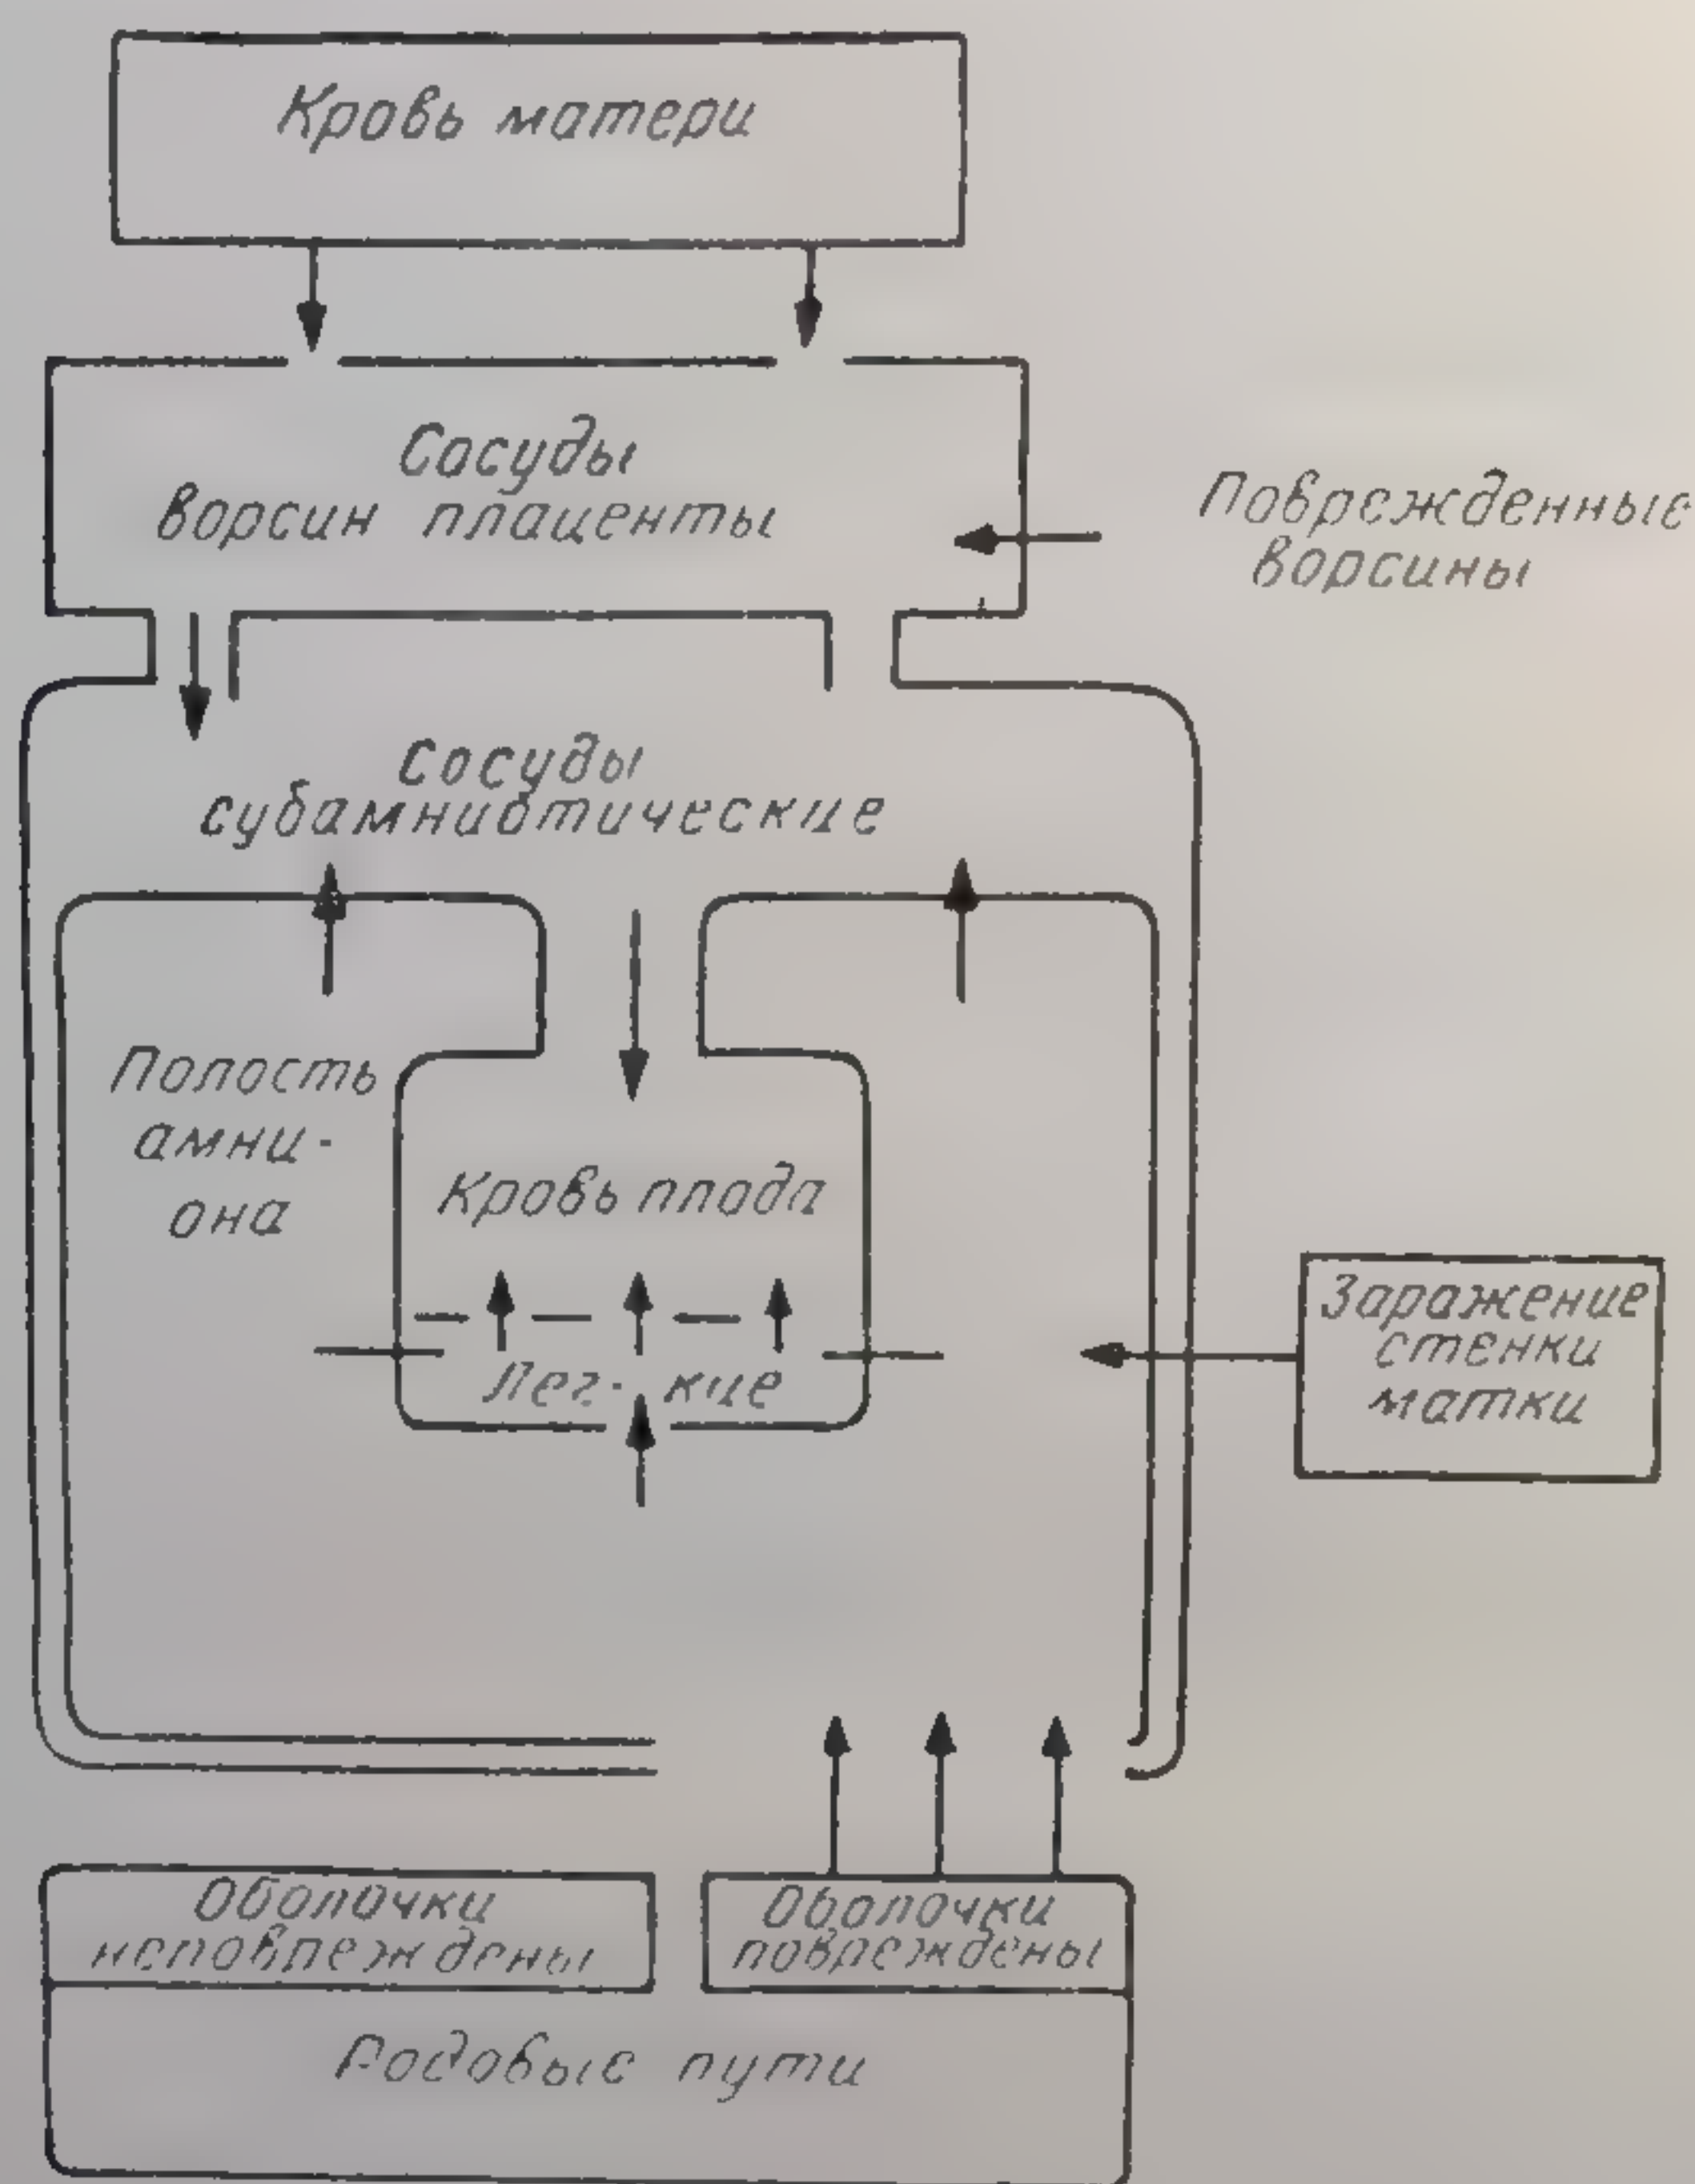 Кровь матери
Сосуды
ворсин плаценты
Поврежденные
ворсины
Сосуды
субамниотические
Полость
амни-
она
Кровь плода
Лег- кие
Заражение
стенки
матки
Оболочки
неповреждены
Оболочки
повреждены
Родовые пути